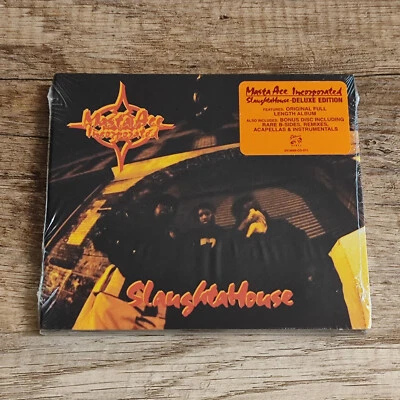 Masta Ace
Incorporated
Masta Ace Incorporated
SlaughtaHouse-DELUXE EDITION
FEATURES: ORIGINAL FULL
LENGTH ALBUM
ALSO INCLUDES: BONUS DISC INCLUDING
RARE B-SIDES, REMIXES,
ACAPELLAS & INSTRUMENTALS
SlaughtaHouse